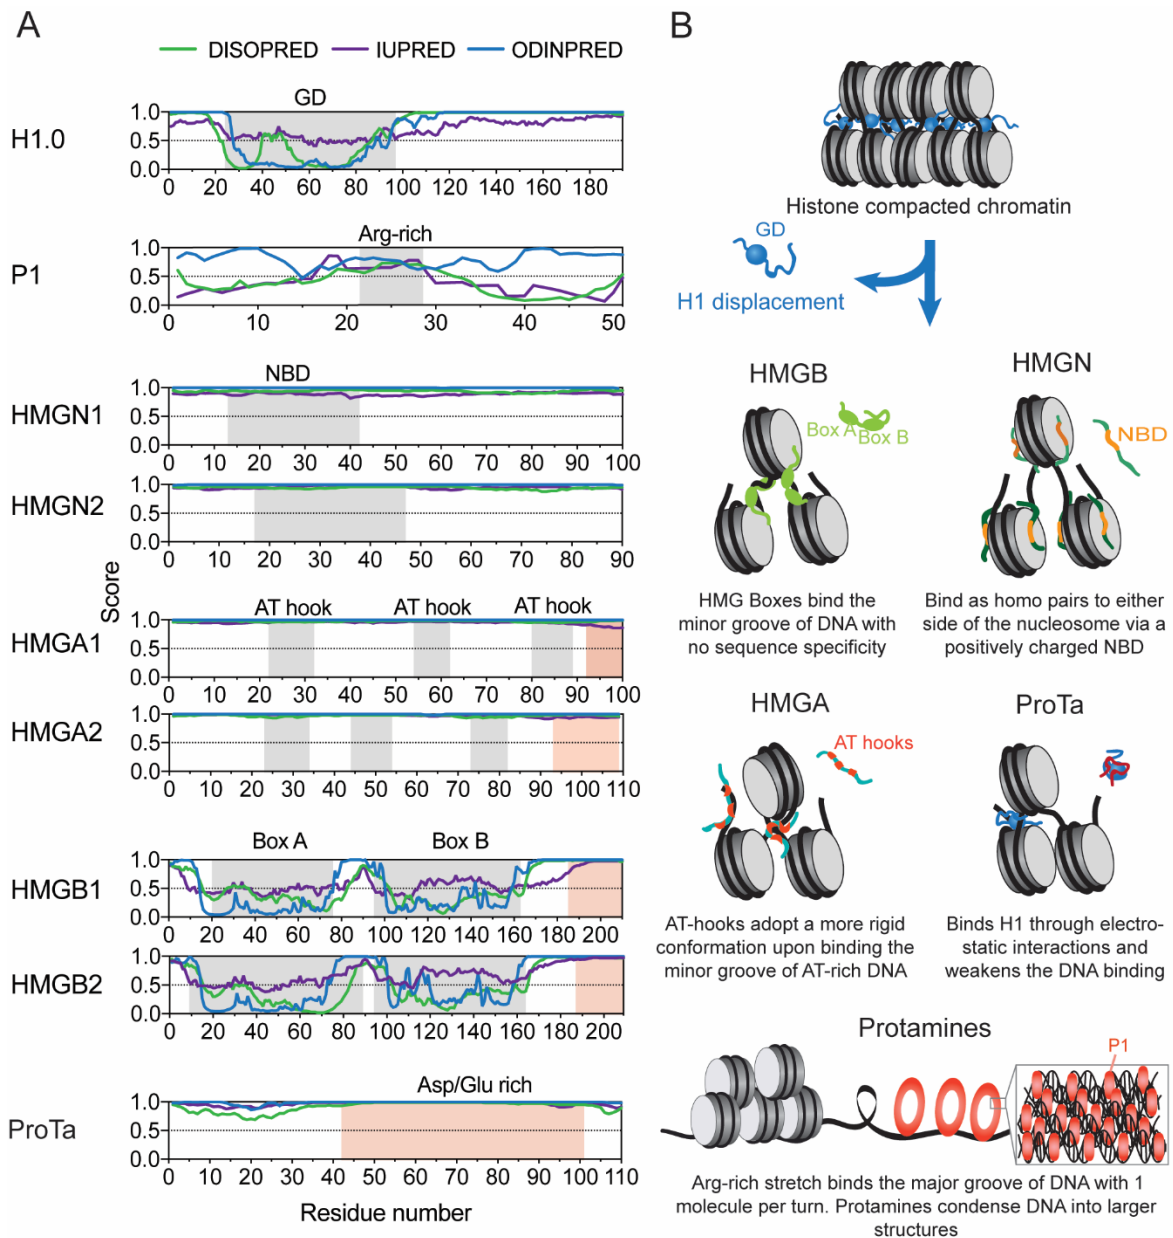 A
DISOPRED IUPRED ODINPRED
GD
H1.0
1.0
0.5
0.0
0 20 40 60 80 100 120 140 160 180
Arg-rich
P1
1.0
0.5
0.0
0 10 20 30 40 50
NBD
HMGN1
1.0
0.5
0.0
0 10 20 30 40 50 60 70 80 90 100
HMGN2
1.0
0.5
0.0
0 10 20 30 40 50 60 70 80 90
Score
AT hook AT hook AT hook
HMGA1
1.0
0.5
0.0
0 10 20 30 40 50 60 70 80 90 100
HMGA2
1.0
0.5
0.0
0 10 20 30 40 50 60 70 80 90 100 110
Box A Box B
HMGB1
1.0
0.5
0.0
0 20 40 60 80 100 120 140 160 180 200
HMGB2
1.0
0.5
0.0
0 20 40 60 80 100 120 140 160 180 200
Asp/Glu rich
ProTa
1.0
0.5
0.0
0 10 20 30 40 50 60 70 80 90 100 110
Residue number
B
Histone compacted chromatin
GD
H1 displacement
HMGB
Box A
Box B
HMG Boxes bind the
minor groove of DNA with
no sequence specificity
HMGN
NBD
Bind as homo pairs to either
side of the nucleosome via a
positively charged NBD
HMGA
AT hooks
AT-hooks adopt a more rigid
conformation upon binding the
minor groove of AT-rich DNA
ProTa
Binds H1 through electro-
static interactions and
weakens the DNA binding
Protamines
P1
Arg-rich stretch binds the major groove of DNA with 1
molecule per turn. Protamines condense DNA into larger
structures